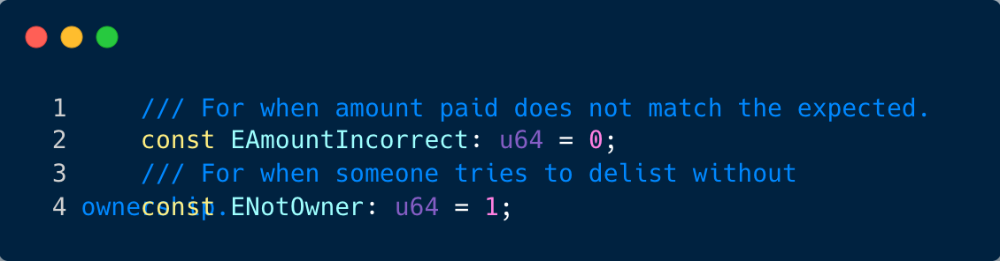 1 /// For when amount paid does not match the expected.
2 const EAmountIncorrect: u64 = 0;
3 /// For when someone tries to delist without
ownership.
4 const ENotOwner: u64 = 1;